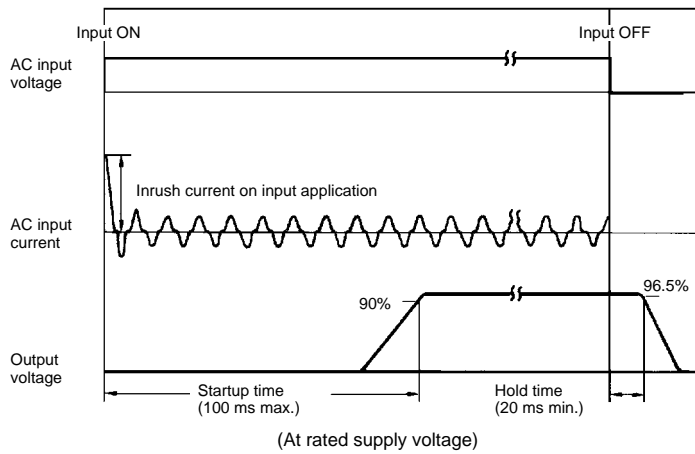 Input ON
Input OFF
AC input
voltage
Inrush current on input application
AC input
current
90%
96.5%
Output
voltage
Startup time
(100 ms max.)
Hold time
(20 ms min.)
(At rated supply voltage)